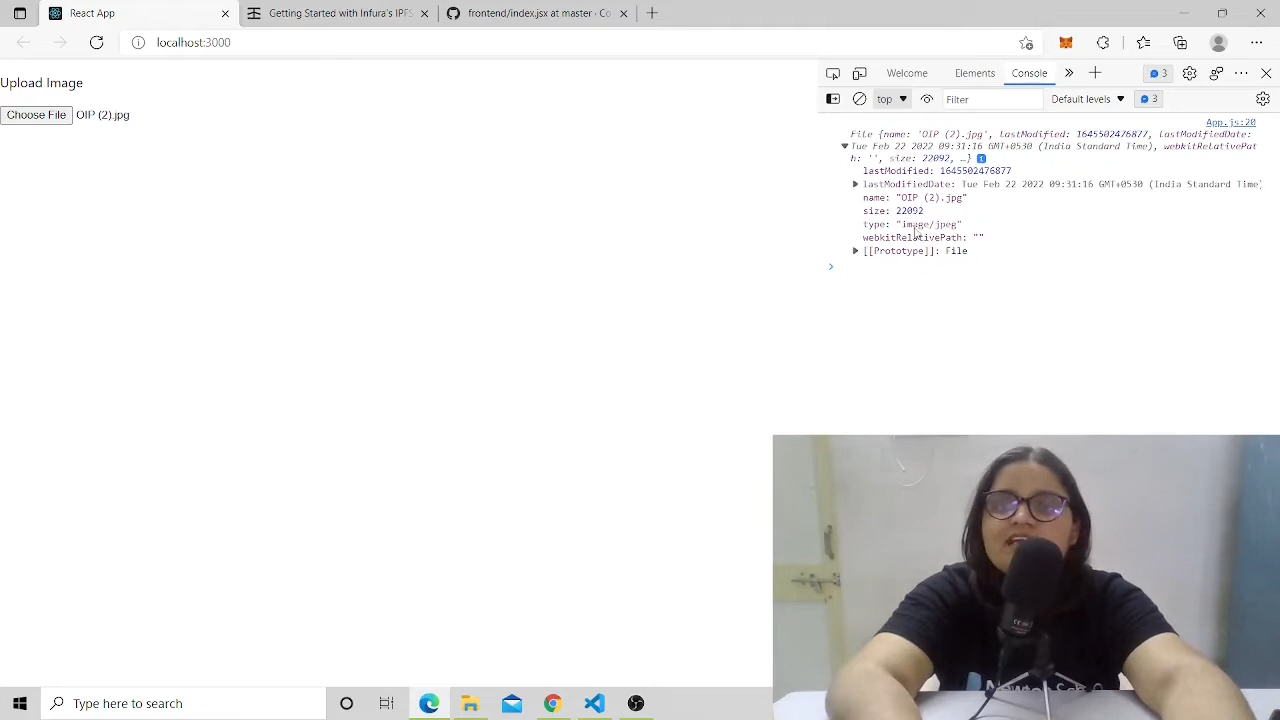 React App
Getting Started with Infura's IPFS
frontend/index.jsx at master · Co
localhost:3000
Upload Image
Choose File OIP (2).jpg
Welcome Elements Console 3
top Filter Default levels 3
App.js:20
File {name: 'OIP (2).jpg', lastModified: 1645502476877, lastModifiedDate:
Tue Feb 22 2022 09:31:16 GMT+0530 (India Standard Time), webkitRelativePat
h: '', size: 22092, …}
lastModified: 1645502476877
lastModifiedDate: Tue Feb 22 2022 09:31:16 GMT+0530 (India Standard Time)
name: "OIP (2).jpg"
size: 22092
type: "image/jpeg"
webkitRelativePath: ""
[[Prototype]]: File
Type here to search